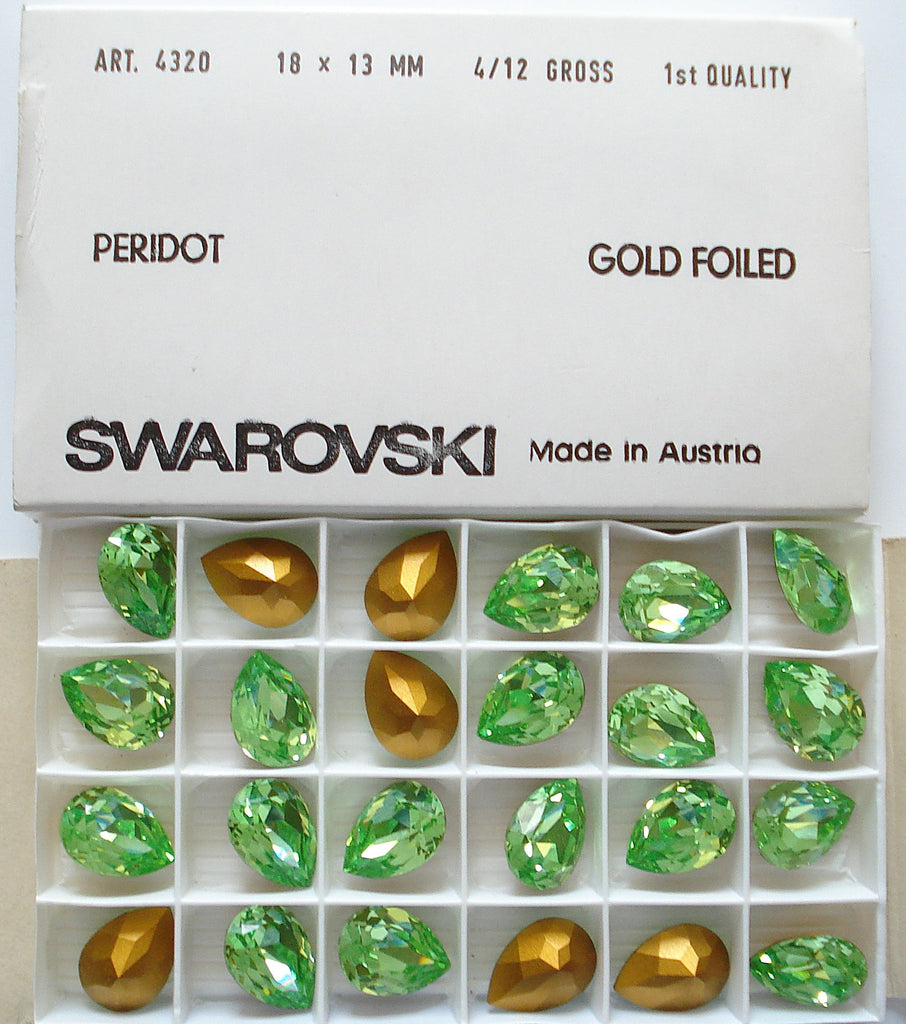 ART. 4320 18 x 13 MM 4/12 GROSS 1st QUALITY
PERIDOT GOLD FOILED
SWAROVSKI Made in Austria